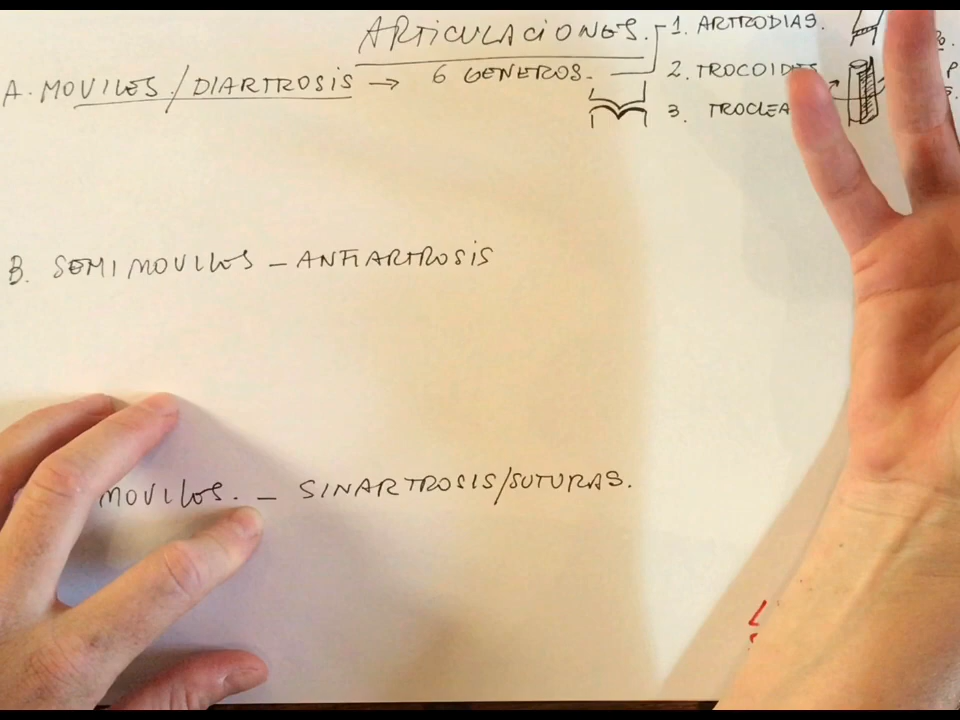 ARTICULACIONES.
1. ARTRODIAS.
A. MOVILES / DIARTROSIS → 6 GENEROS.
2. TROCOIDES
3. TROCLEA
B. SEMIMOVILES - ANFIARTROSIS
MOVILES. - SINARTROSIS/SUTURAS.